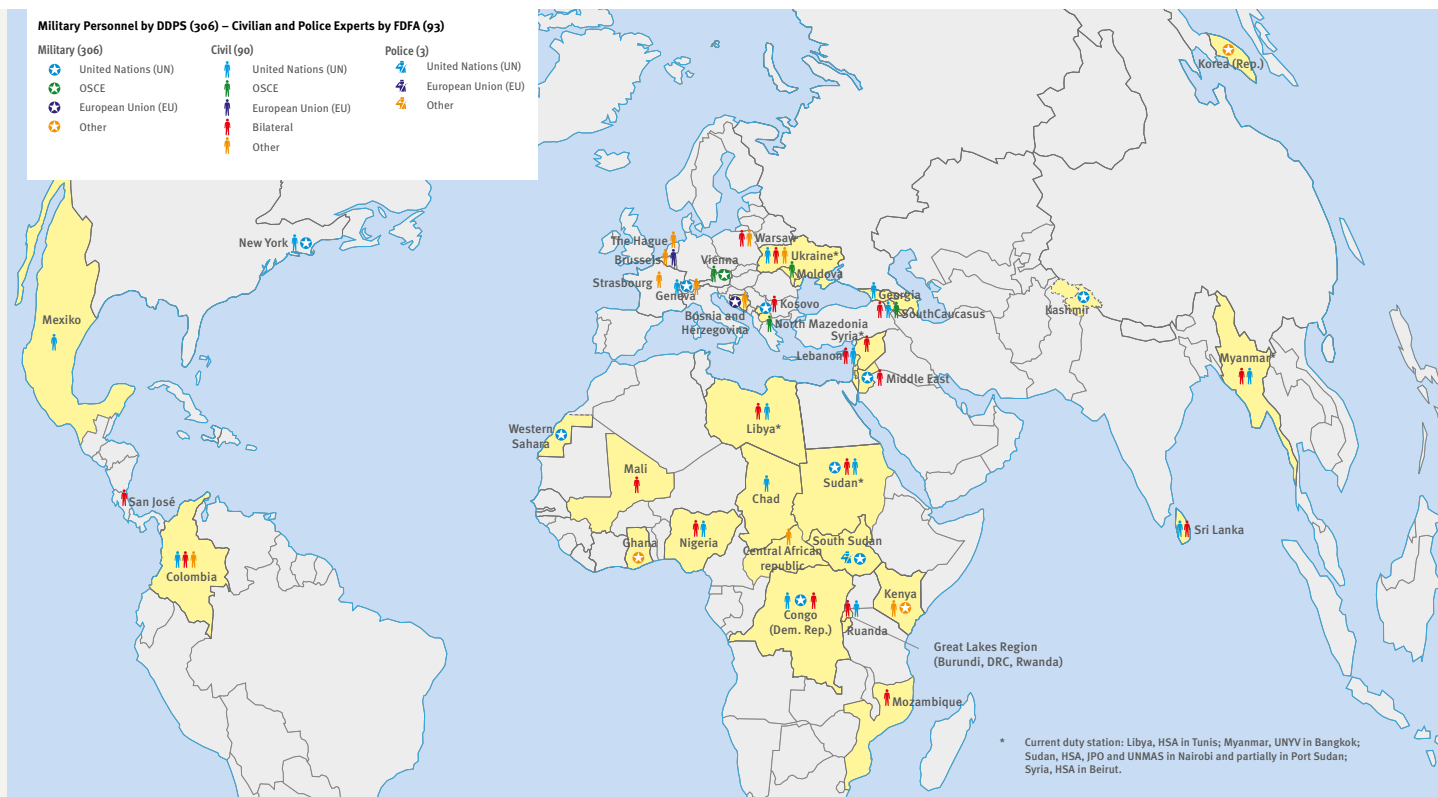 Military Personnel by DDPS (306) – Civilian and Police Experts by FDFA (93)
Military (306)
United Nations (UN)
OSCE
European Union (EU)
Other
Civil (90)
United Nations (UN)
OSCE
European Union (EU)
Bilateral
Other
Police (3)
United Nations (UN)
European Union (EU)
Other
Korea (Rep.)
New York
The Hague
Warsaw
Brussels
Vienna
Ukraine*
Strasbourg
Moldova
Geneva
Georgia
Kosovo
SouthCaucasus
Kashmir
Bosnia and
Herzegovina
North Mazedonia
Mexiko
Syria*
Lebanon
Myanmar*
Middle East
Western
Sahara
Libya*
Mali
Sudan*
Chad
San José
Sri Lanka
Ghana
Nigeria
South Sudan
Central African
republic
Colombia
Kenya
Congo
(Dem. Rep.)
Ruanda
Great Lakes Region
(Burundi, DRC, Rwanda)
Mozambique
* Current duty station: Libya, HSA in Tunis; Myanmar, UNYV in Bangkok;
Sudan, HSA, JPO and UNMAS in Nairobi and partially in Port Sudan;
Syria, HSA in Beirut.